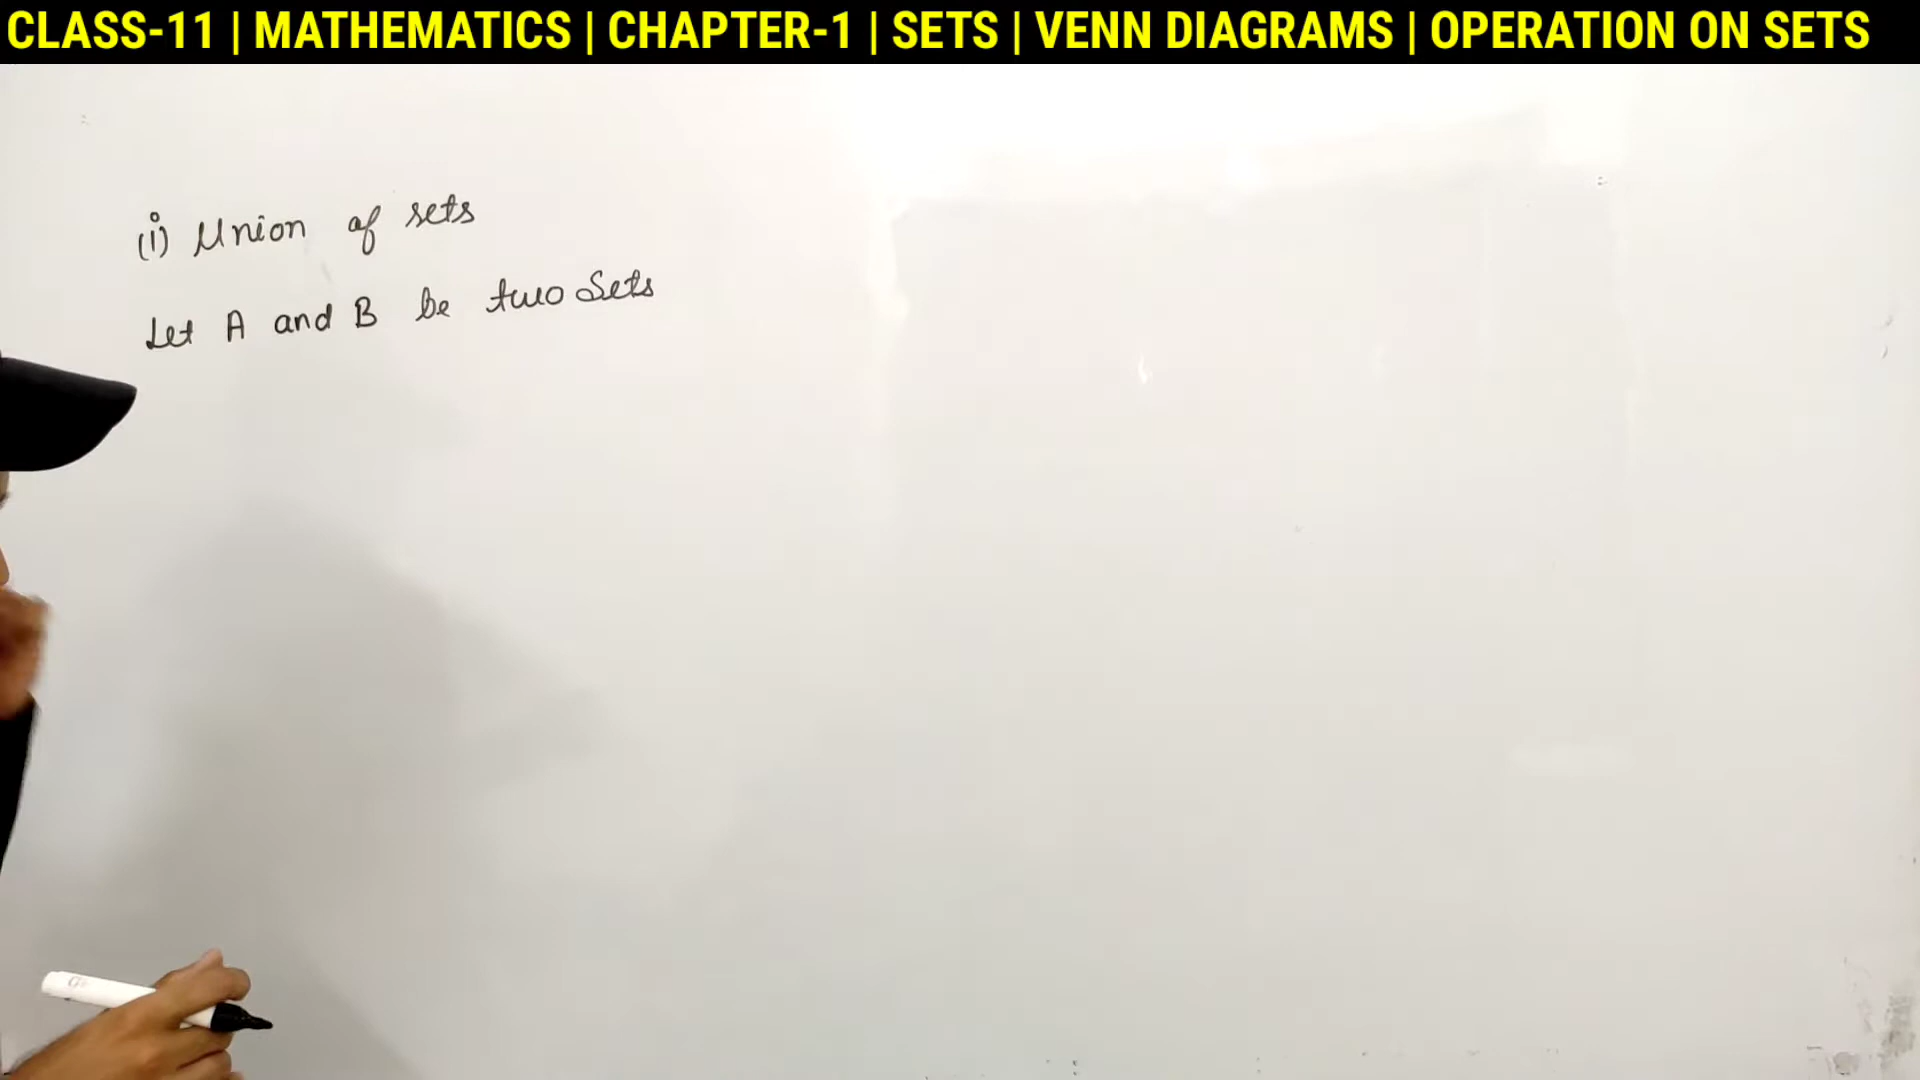 CLASS-11 | MATHEMATICS | CHAPTER-1 | SETS | VENN DIAGRAMS | OPERATION ON SETS
(i) Union of sets
Let A and B be two Sets